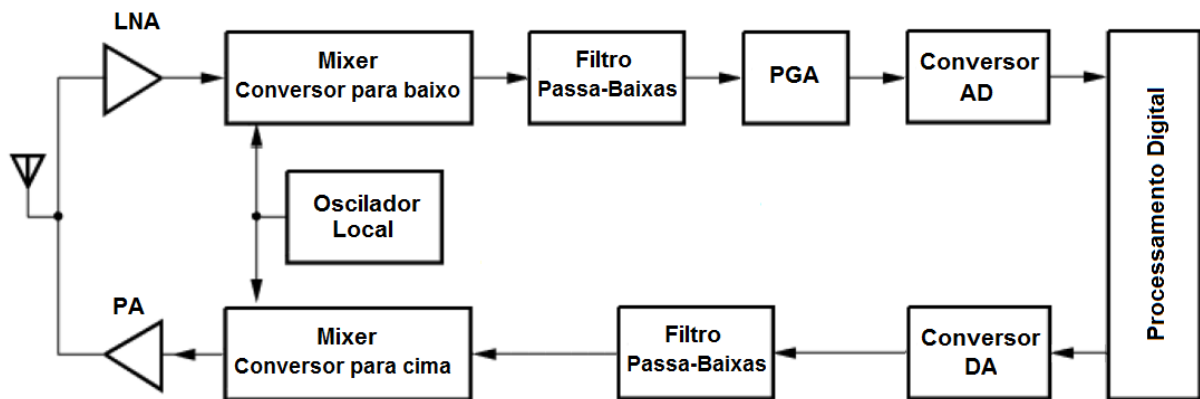 LNA
Mixer
Conversor para baixo
Filtro
Passa-Baixas
PGA
Conversor
AD
Processamento Digital
Oscilador
Local
PA
Mixer
Conversor para cima
Filtro
Passa-Baixas
Conversor
DA